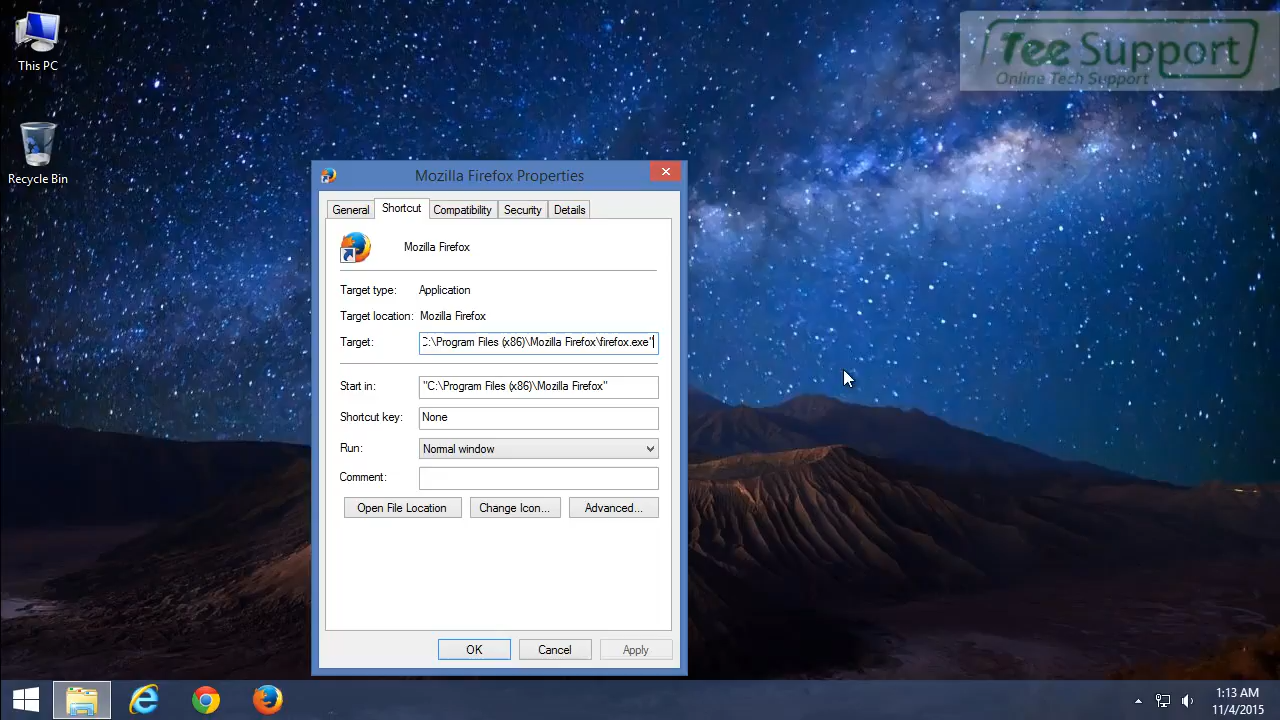 This PC
Recycle Bin
Tee Support
Online Tech Support
Mozilla Firefox Properties
General Shortcut Compatibility Security Details
Mozilla Firefox
Target type: Application
Target location: Mozilla Firefox
Target: C:\Program Files (x86)\Mozilla Firefox\firefox.exe"
Start in: "C:\Program Files (x86)\Mozilla Firefox"
Shortcut key: None
Run: Normal window
Comment:
Open File Location Change Icon... Advanced...
OK Cancel Apply
1:13 AM
11/4/2015